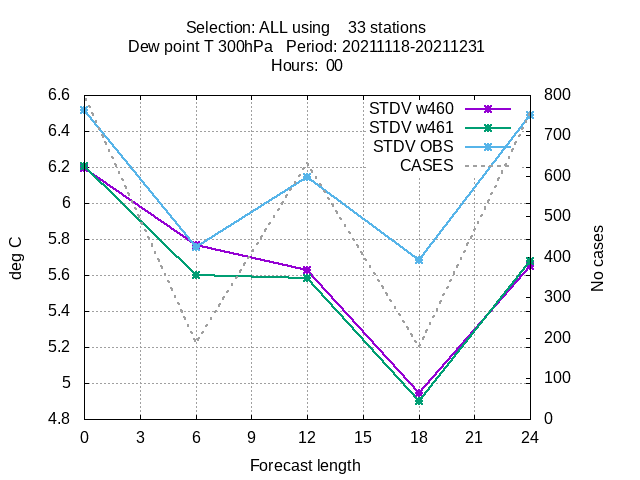 Selection: ALL using 33 stations
Dew point T 300hPa Period: 20211118-20211231
Hours: 00
STDV w460
STDV w461
STDV OBS
CASES
6.6
6.4
6.2
6
5.8
5.6
5.4
5.2
5
4.8
deg C
800
700
600
500
400
300
200
100
0
No cases
0 3 6 9 12 15 18 21 24
Forecast length